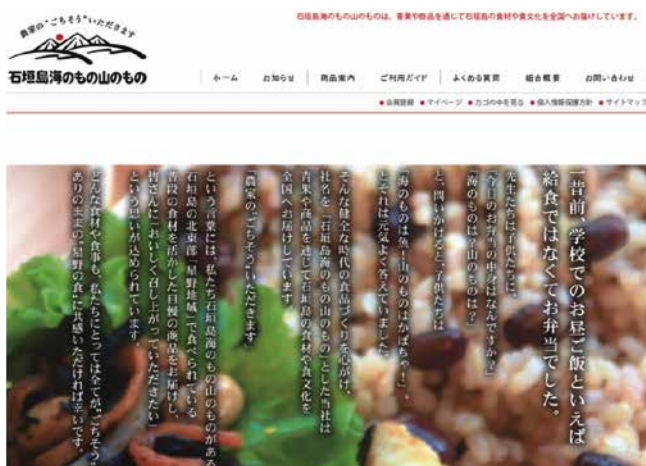 農家の"ごちそう"いただきます
石垣島海のもの山のもの
石垣島海のもの山のものは、青果や商品を通じて石垣島の食材や食文化を全国へお届けしています。
ホーム
お知らせ
商品案内
ご利用ガイド
よくある質問
組合概要
お問い合わせ
会員登録
マイページ
カゴの中を見る
個人情報保護方針
サイトマップ
一昔前、学校でのお昼ご飯といえば
給食ではなくてお弁当でした。
先生たちは子供たちに、
「今日のお弁当の中身はなんですか？」
「海のものは？山のものは？」
と、問いかけると、子供たちは
「海のものは魚！山のものはかぼちゃ！」。
とそれは元気よく答えていました。
そんな健全な時代の食品づくりを心がけ、
社名を「石垣島海のもの山のもの」とした当社は
青果や商品を通して石垣島の食材や食文化を
全国へお届けしています。
「農家の"ごちそう"いただきます」
という言葉には、私たち石垣島海のもの山のものがある
石垣島の北東部「星野地域」で食べられている
普段の食材を活かした自慢の商品をお届けし、
皆さんに「おいしく召し上がっていただきたい」
という思いが込められています。
どんな食材や食事も、私たちにとっては全てが"ごちそう"
ありのままの"星野の食"に共感いただければ幸いです。